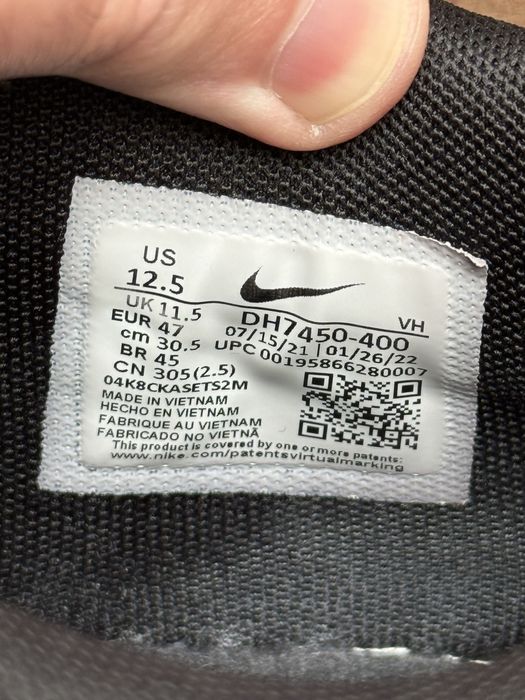 US
12.5
UK 11.5
EUR 47
cm 30.5
BR 45
CN 305(2.5)
VH
DH7450-400
07/15/21 | 01/26/22
UPC 00195866280007
04K8CKASETS2M
MADE IN VIETNAM
HECHO EN VIETNAM
FABRIQUE AU VIETNAM
FABRICADO NO VIETNÃ
This product is covered by one or more patents:
www.nike.com/patentsvirtualmarking